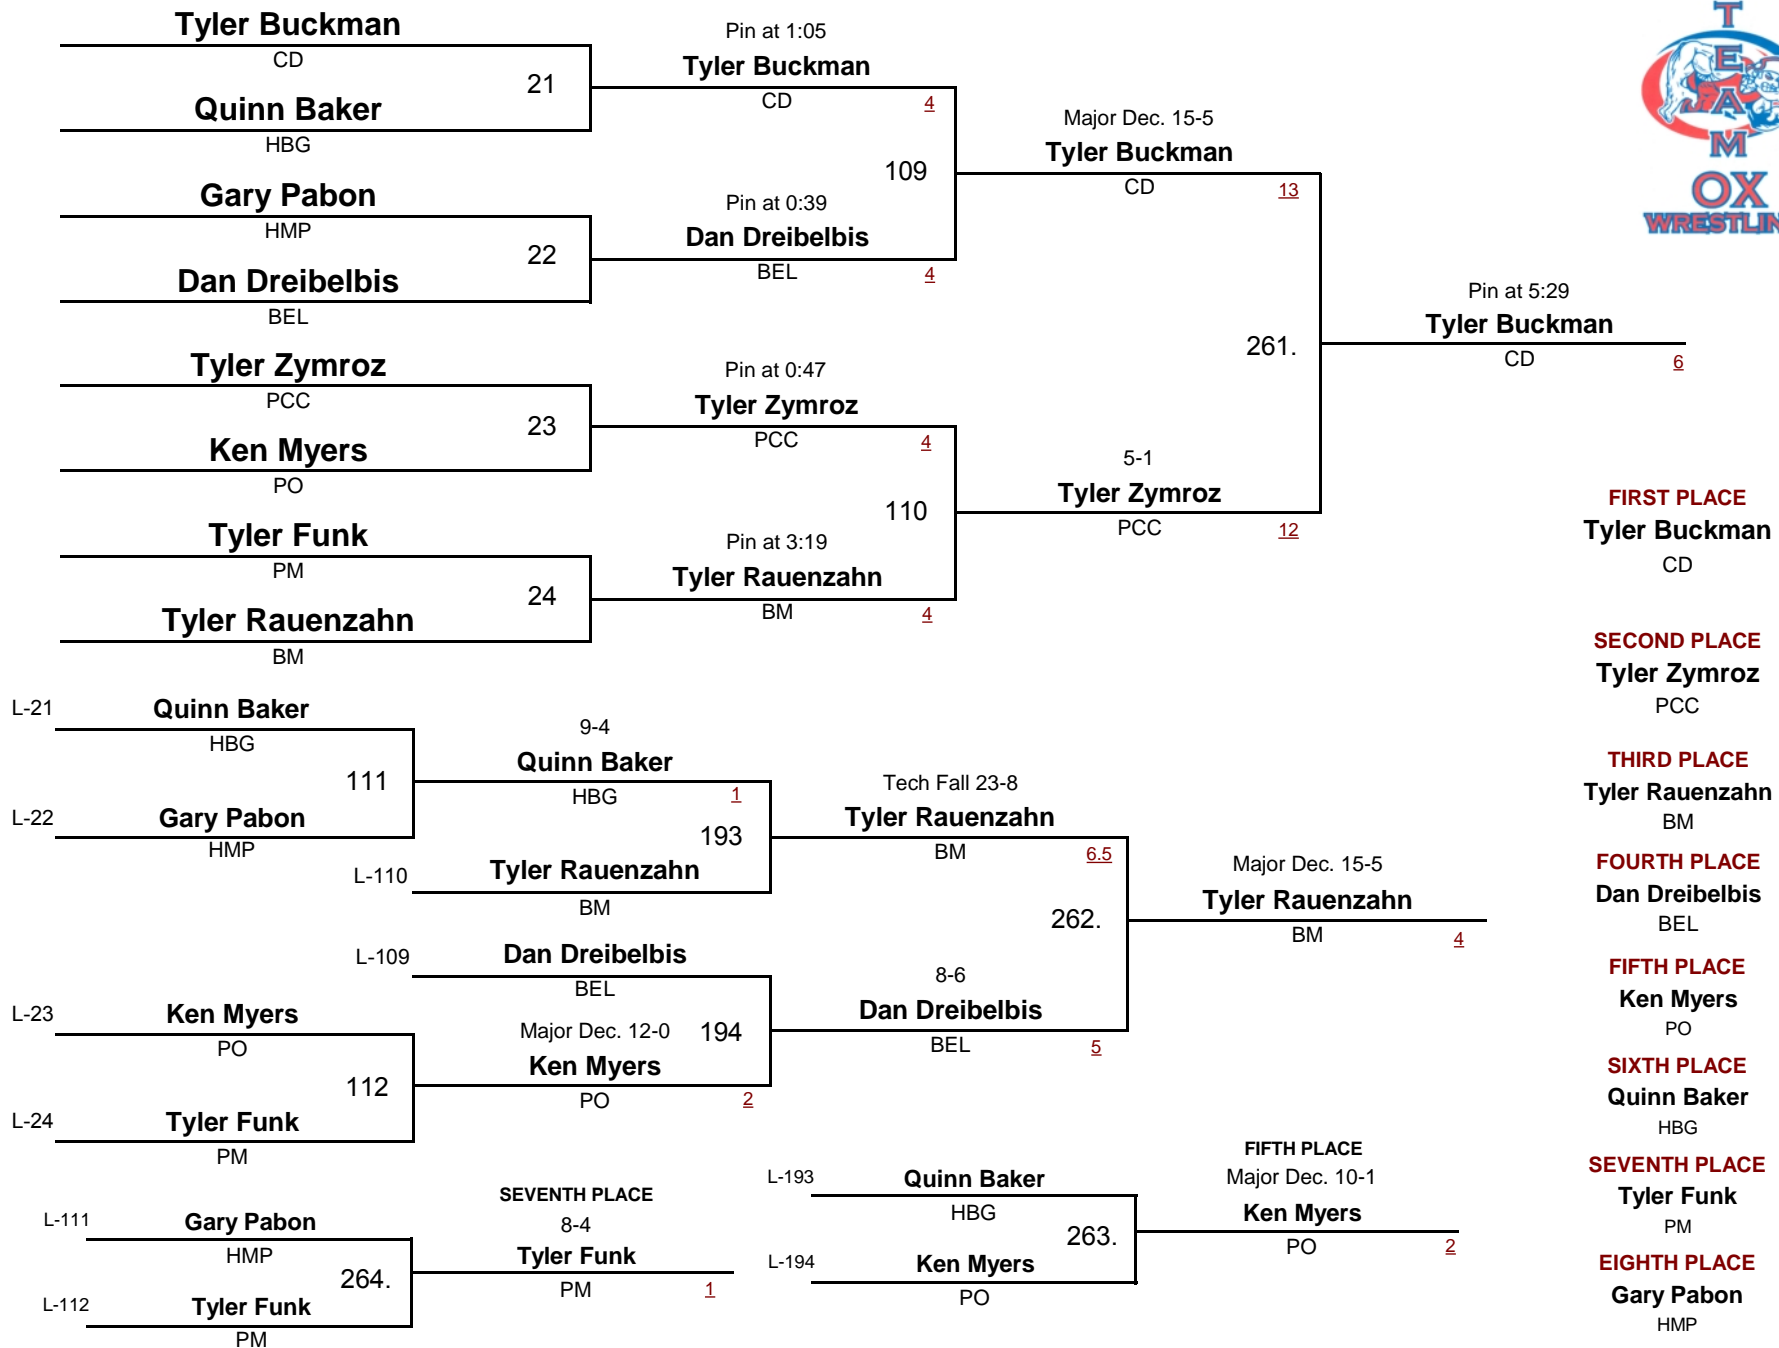 Tyler Buckman
CD
21
Quinn Baker
HBG
Gary Pabon
HMP
22
Dan Dreibelbis
BEL
Tyler Zymroz
PCC
23
Ken Myers
PO
Tyler Funk
PM
24
Tyler Rauenzahn
BM
Pin at 1:05
Tyler Buckman
CD
4
109
Pin at 0:39
Dan Dreibelbis
BEL
4
Pin at 0:47
Tyler Zymroz
PCC
4
110
Pin at 3:19
Tyler Rauenzahn
BM
4
Major Dec. 15-5
Tyler Buckman
CD
13
261.
5-1
Tyler Zymroz
PCC
12
Pin at 5:29
Tyler Buckman
CD
6
TEAM
OX
L-21
Quinn Baker
HBG
111
L-22
Gary Pabon
HMP
9-4
Quinn Baker
HBG
1
193
L-110
Tyler Rauenzahn
BM
L-109
Dan Dreibelbis
BEL
L-23
Ken Myers
PO
112
L-24
Tyler Funk
PM
Major Dec. 12-0
194
Ken Myers
PO
2
Tech Fall 23-8
Tyler Rauenzahn
BM
6.5
262.
8-6
Dan Dreibelbis
BEL
5
Major Dec. 15-5
Tyler Rauenzahn
BM
4
L-111
Gary Pabon
HMP
264.
L-112
Tyler Funk
PM
SEVENTH PLACE
8-4
Tyler Funk
PM
1
L-193
Quinn Baker
HBG
263.
L-194
Ken Myers
PO
FIFTH PLACE
Major Dec. 10-1
Ken Myers
PO
2
FIRST PLACE
Tyler Buckman
CD
SECOND PLACE
Tyler Zymroz
PCC
THIRD PLACE
Tyler Rauenzahn
BM
FOURTH PLACE
Dan Dreibelbis
BEL
FIFTH PLACE
Ken Myers
PO
SIXTH PLACE
Quinn Baker
HBG
SEVENTH PLACE
Tyler Funk
PM
EIGHTH PLACE
Gary Pabon
HMP